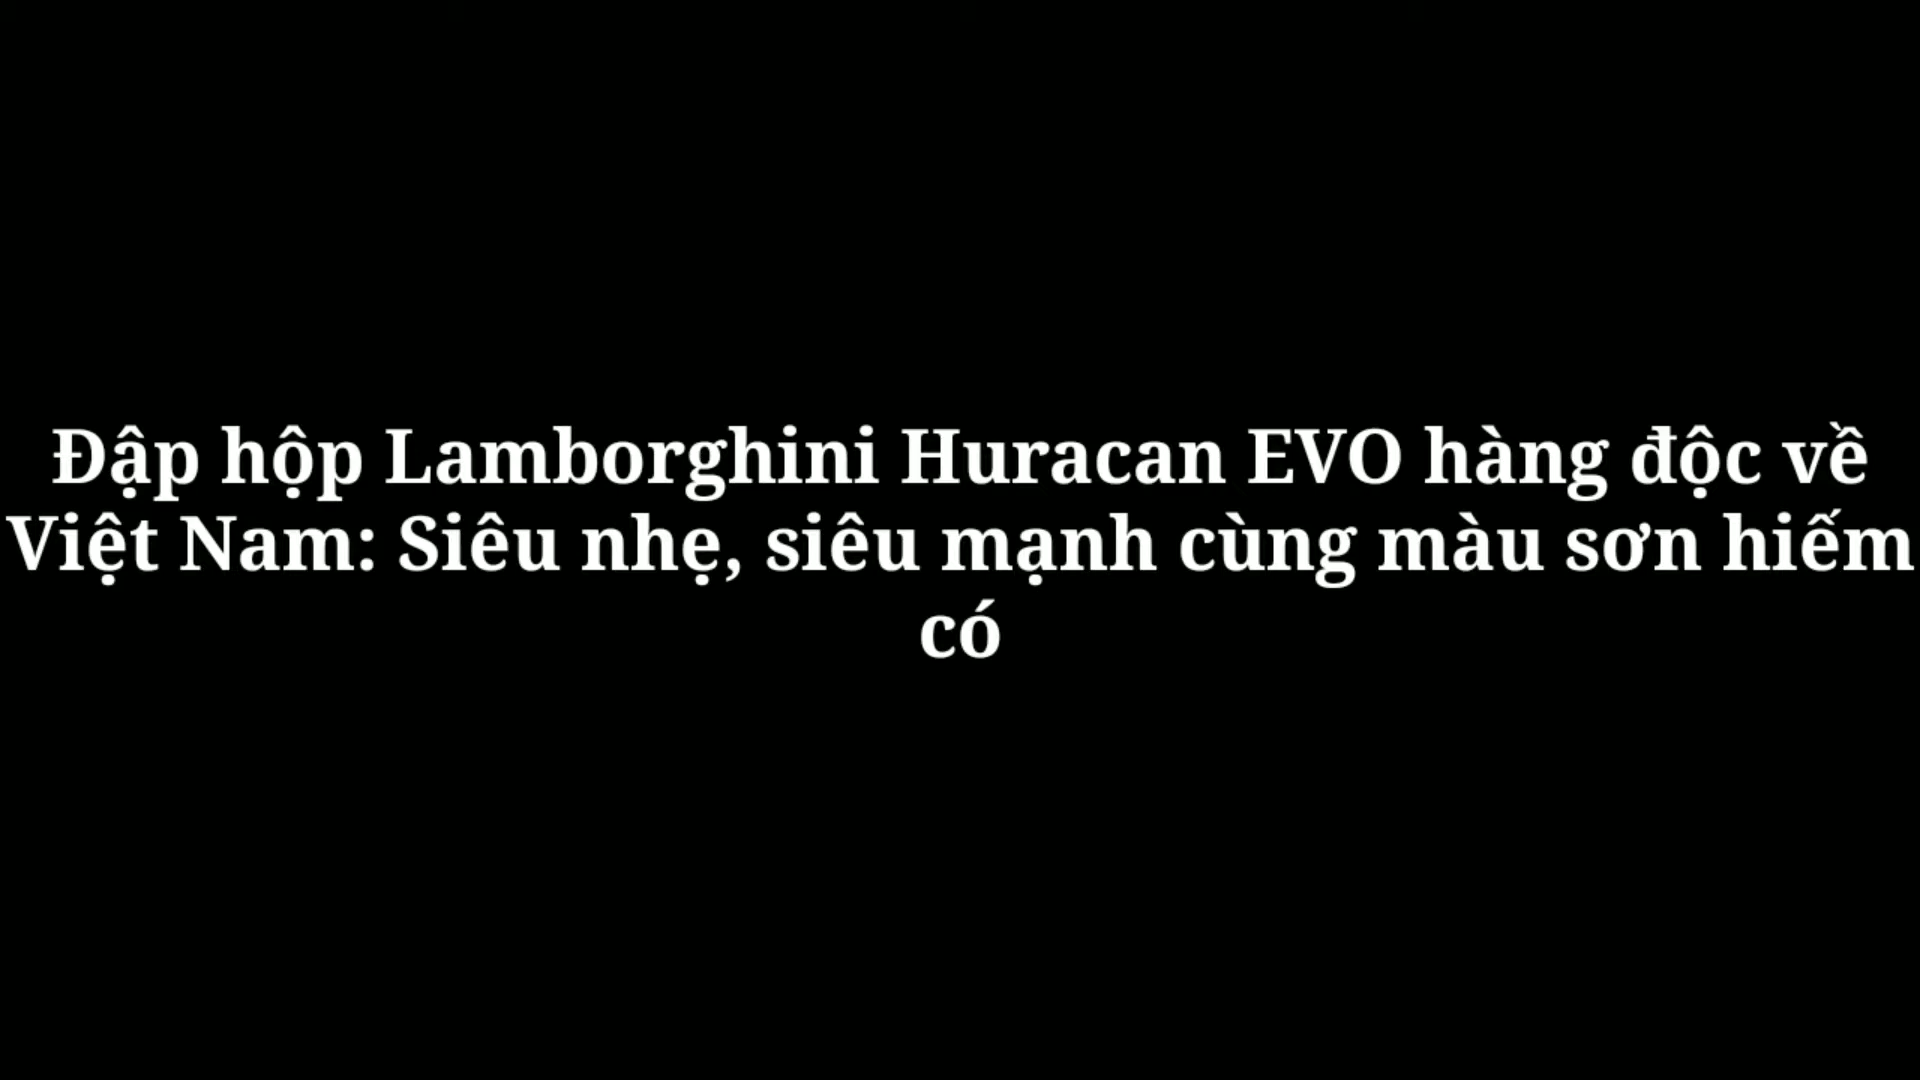 Đập hộp Lamborghini Huracan EVO hàng độc về
Việt Nam: Siêu nhẹ, siêu mạnh cùng màu sơn hiếm
có